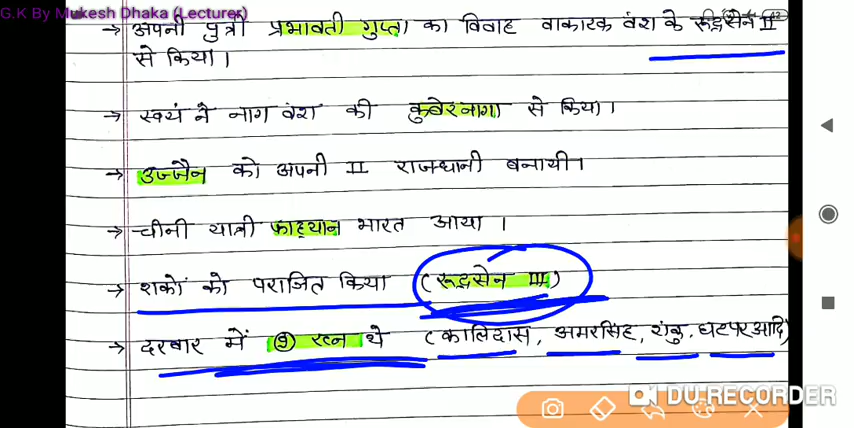 G.K By Mukesh Dhaka (Lecturer)
→ अपनी पुत्री प्रभावती गुप्ता का विवाह वाकारक वंश के रूद्रसेन II
से किया।
→ स्वयं ने नाग वंश की कुबेरनागा से किया।
→ उज्जैन को अपनी II राजधानी बनायी।
→ चीनी यात्री फाह्यान भारत आया।
→ शकों को पराजित किया (रूद्रसेन III)
→ दरबार में 9 रत्न थे (कालिदास, अमरसिंह, शंकु, घटपर आदि)
DU RECORDER